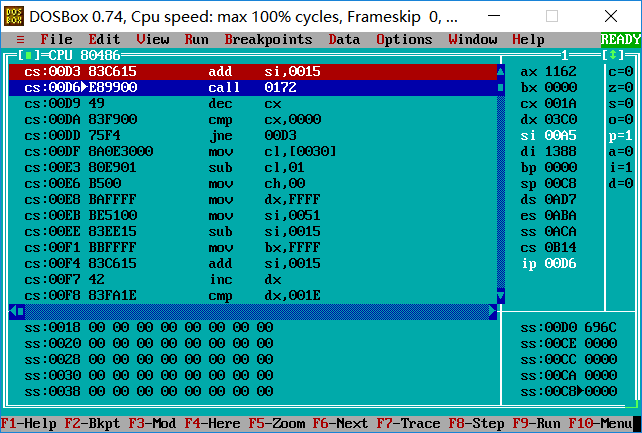 DOSBox 0.74, Cpu speed: max 100% cycles, Frameskip 0, ...
≡ File Edit View Run Breakpoints Data Options Window Help READY
[■] CPU 80486 1 [↕]
cs:00D3 83C615 add si,0015 ax 1162 c=0
cs:00D6►E89900 call 0172 bx 0000 z=0
cs:00D9 49 dec cx cx 001A s=0
cs:00DA 83F900 cmp cx,0000 dx 03C0 o=0
cs:00DD 75F4 jne 00D3 si 00A5 p=1
cs:00DF 8A0E3000 mov cl,[0030] di 1388 a=0
cs:00E3 80E901 sub cl,01 bp 0000 i=1
cs:00E6 B500 mov ch,00 sp 00C8 d=0
cs:00E8 BAFFFF mov dx,FFFF ds 0AD7
cs:00EB BE5100 mov si,0051 es 0ABA
cs:00EE 83EE15 sub si,0015 ss 0ACA
cs:00F1 BBFFFF mov bx,FFFF cs 0B14
cs:00F4 83C615 add si,0015 ip 00D6
cs:00F7 42 inc dx
cs:00F8 83FA1E cmp dx,001E
ss:0018 00 00 00 00 00 00 00 00 ss:00D0 696C
ss:0020 00 00 00 00 00 00 00 00 ss:00CE 0000
ss:0028 00 00 00 00 00 00 00 00 ss:00CC 0000
ss:0030 00 00 00 00 00 00 00 00 ss:00CA 0000
ss:0038 00 00 00 00 00 00 00 00 ss:00C8►0000
F1-Help F2-Bkpt F3-Mod F4-Here F5-Zoom F6-Next F7-Trace F8-Step F9-Run F10-Menu